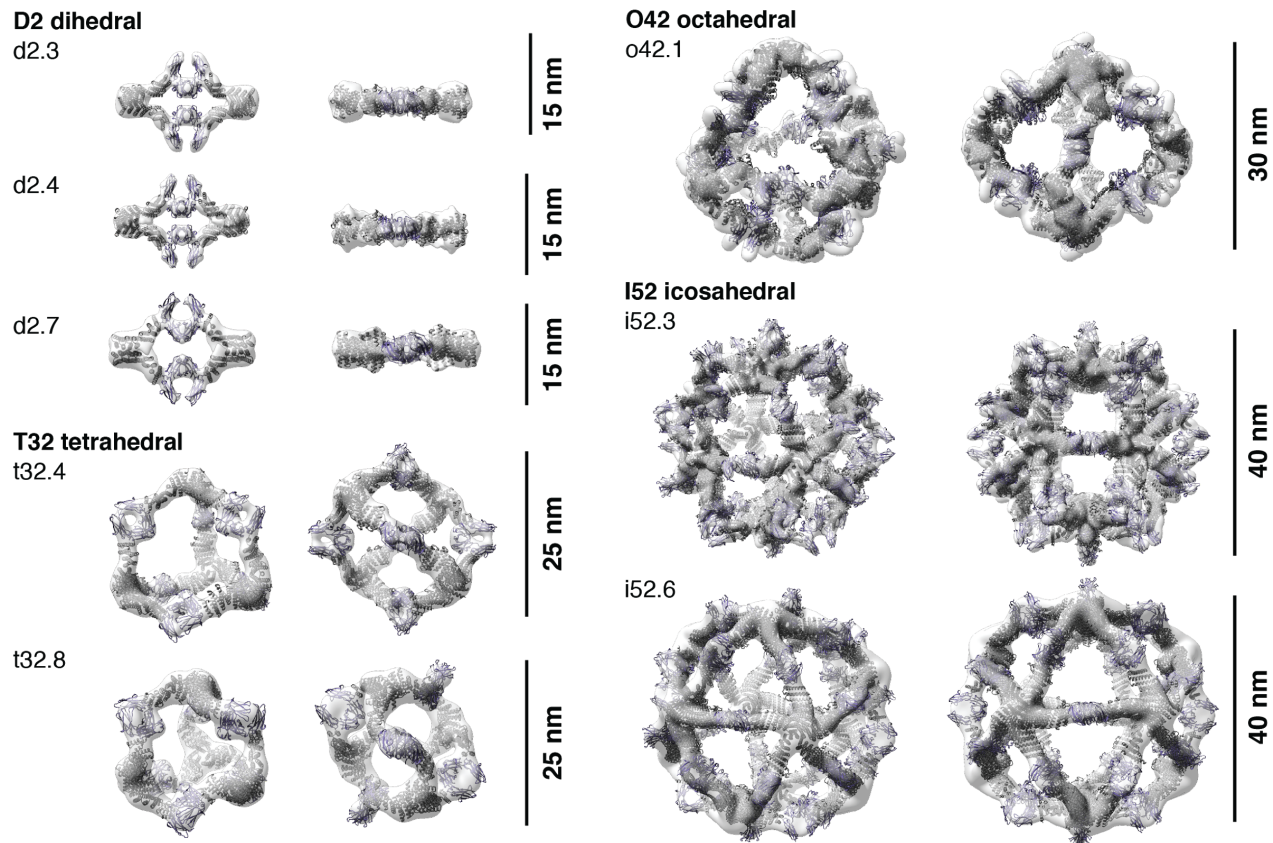 D2 dihedral
d2.3
15 nm
d2.4
15 nm
d2.7
15 nm
T32 tetrahedral
t32.4
25 nm
t32.8
25 nm
O42 octahedral
o42.1
30 nm
I52 icosahedral
i52.3
40 nm
i52.6
40 nm